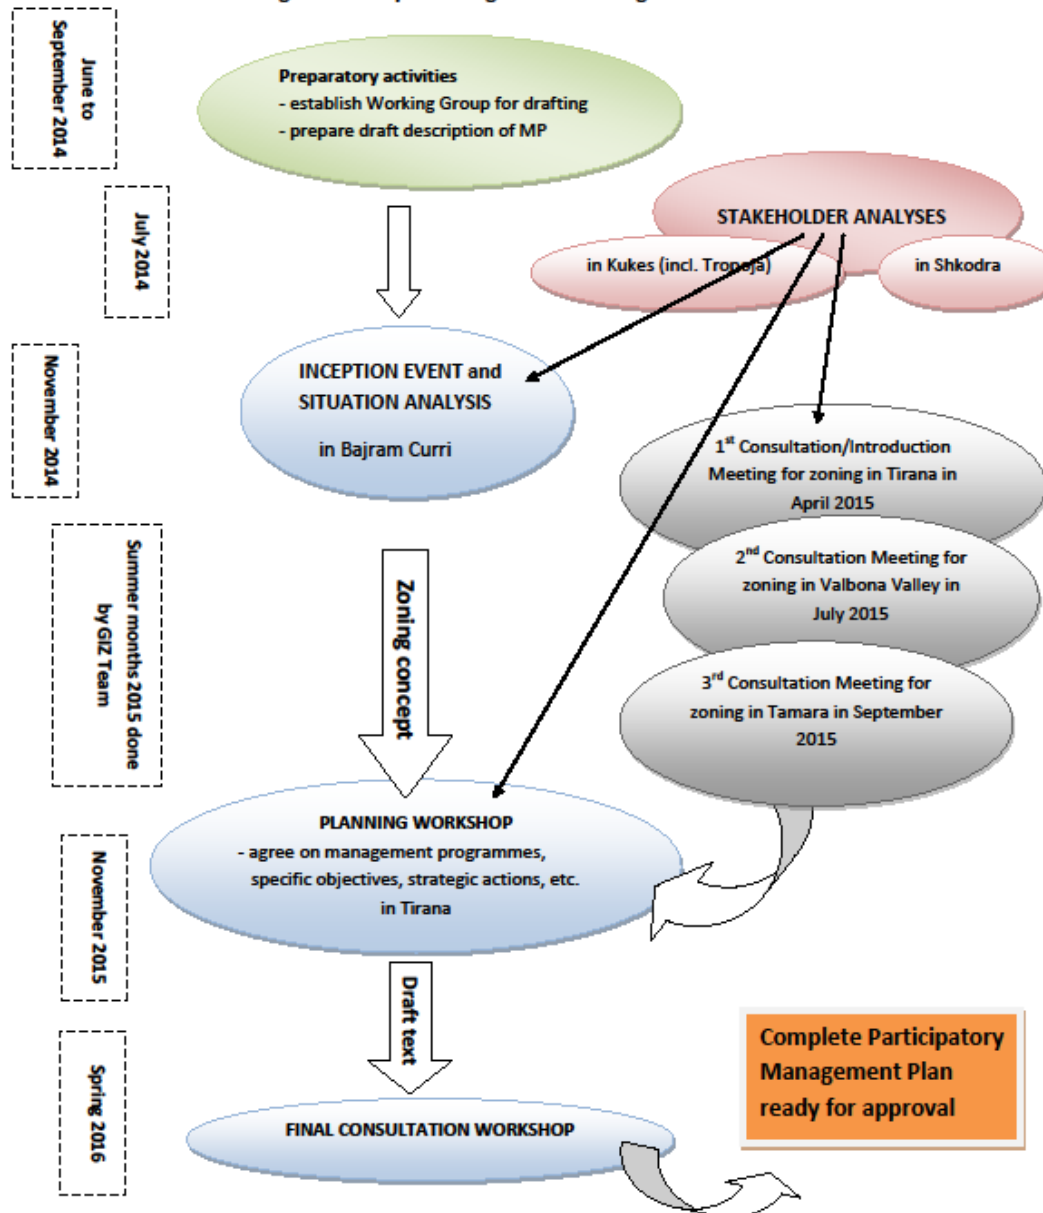 June to
September 2014
Preparatory activities
- establish Working Group for drafting
- prepare draft description of MP
July 2014
STAKEHOLDER ANALYSES
in Kukes (incl. Tropoja)
in Shkodra
November 2014
INCEPTION EVENT and
SITUATION ANALYSIS
in Bajram Curri
1st Consultation/Introduction
Meeting for zoning in Tirana in
April 2015
2nd Consultation Meeting for
zoning in Valbona Valley in
July 2015
3rd Consultation Meeting for
zoning in Tamara in September
2015
Summer months 2015 done
by GIZ Team
Zoning concept
November 2015
PLANNING WORKSHOP
- agree on management programmes,
specific objectives, strategic actions, etc.
in Tirana
Draft text
Spring 2016
FINAL CONSULTATION WORKSHOP
Complete Participatory
Management Plan
ready for approval